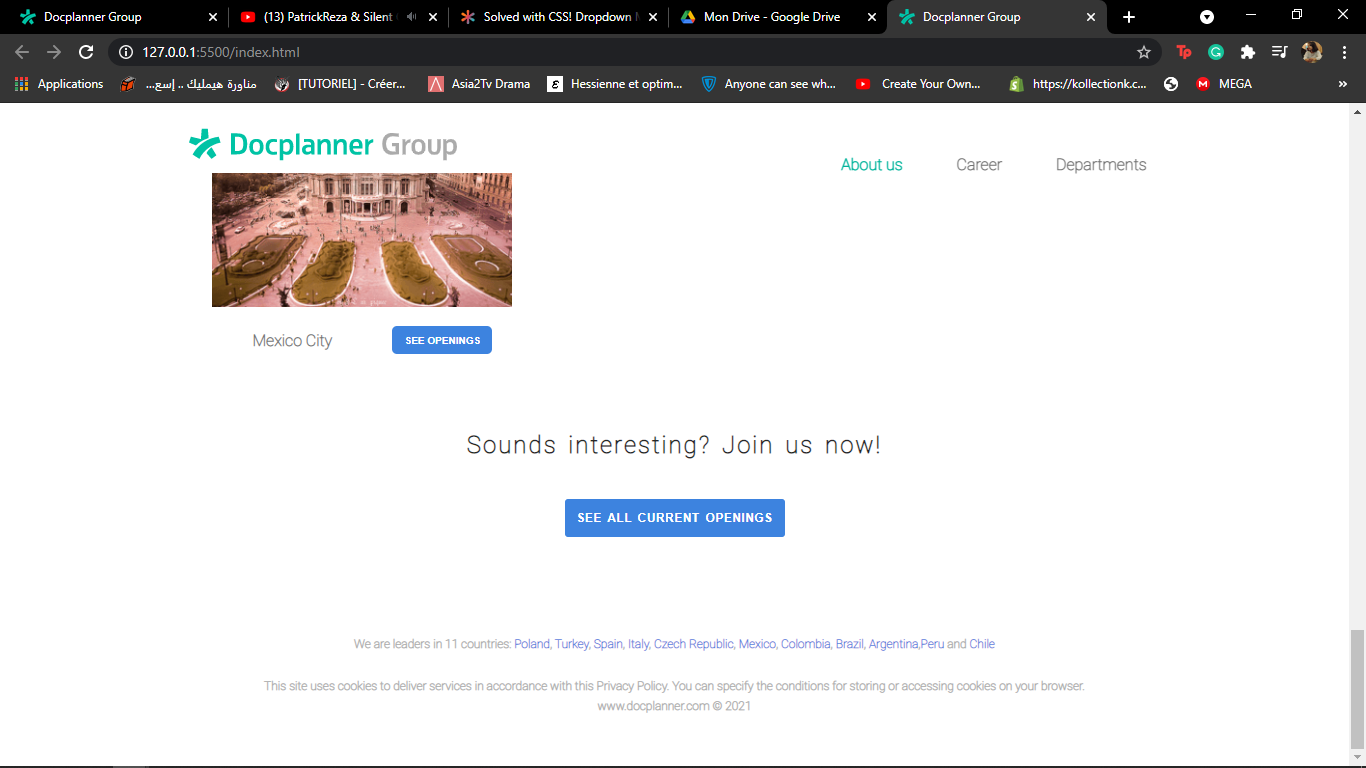 Docplanner Group
(13) PatrickReza & Silent
Solved with CSS! Dropdown
Mon Drive - Google Drive
Docplanner Group
127.0.0.1:5500/index.html
Applications
مناورة هيمليك .. إسع...
[TUTORIEL] - Créer...
Asia2Tv Drama
Hessienne et optim...
Anyone can see wh...
Create Your Own...
https://kollectionk.c...
MEGA
Docplanner Group
About us
Career
Departments
Mexico City
SEE OPENINGS
Sounds interesting? Join us now!
SEE ALL CURRENT OPENINGS
We are leaders in 11 countries: Poland, Turkey, Spain, Italy, Czech Republic, Mexico, Colombia, Brazil, Argentina,Peru and Chile
This site uses cookies to deliver services in accordance with this Privacy Policy. You can specify the conditions for storing or accessing cookies on your browser.
www.docplanner.com © 2021